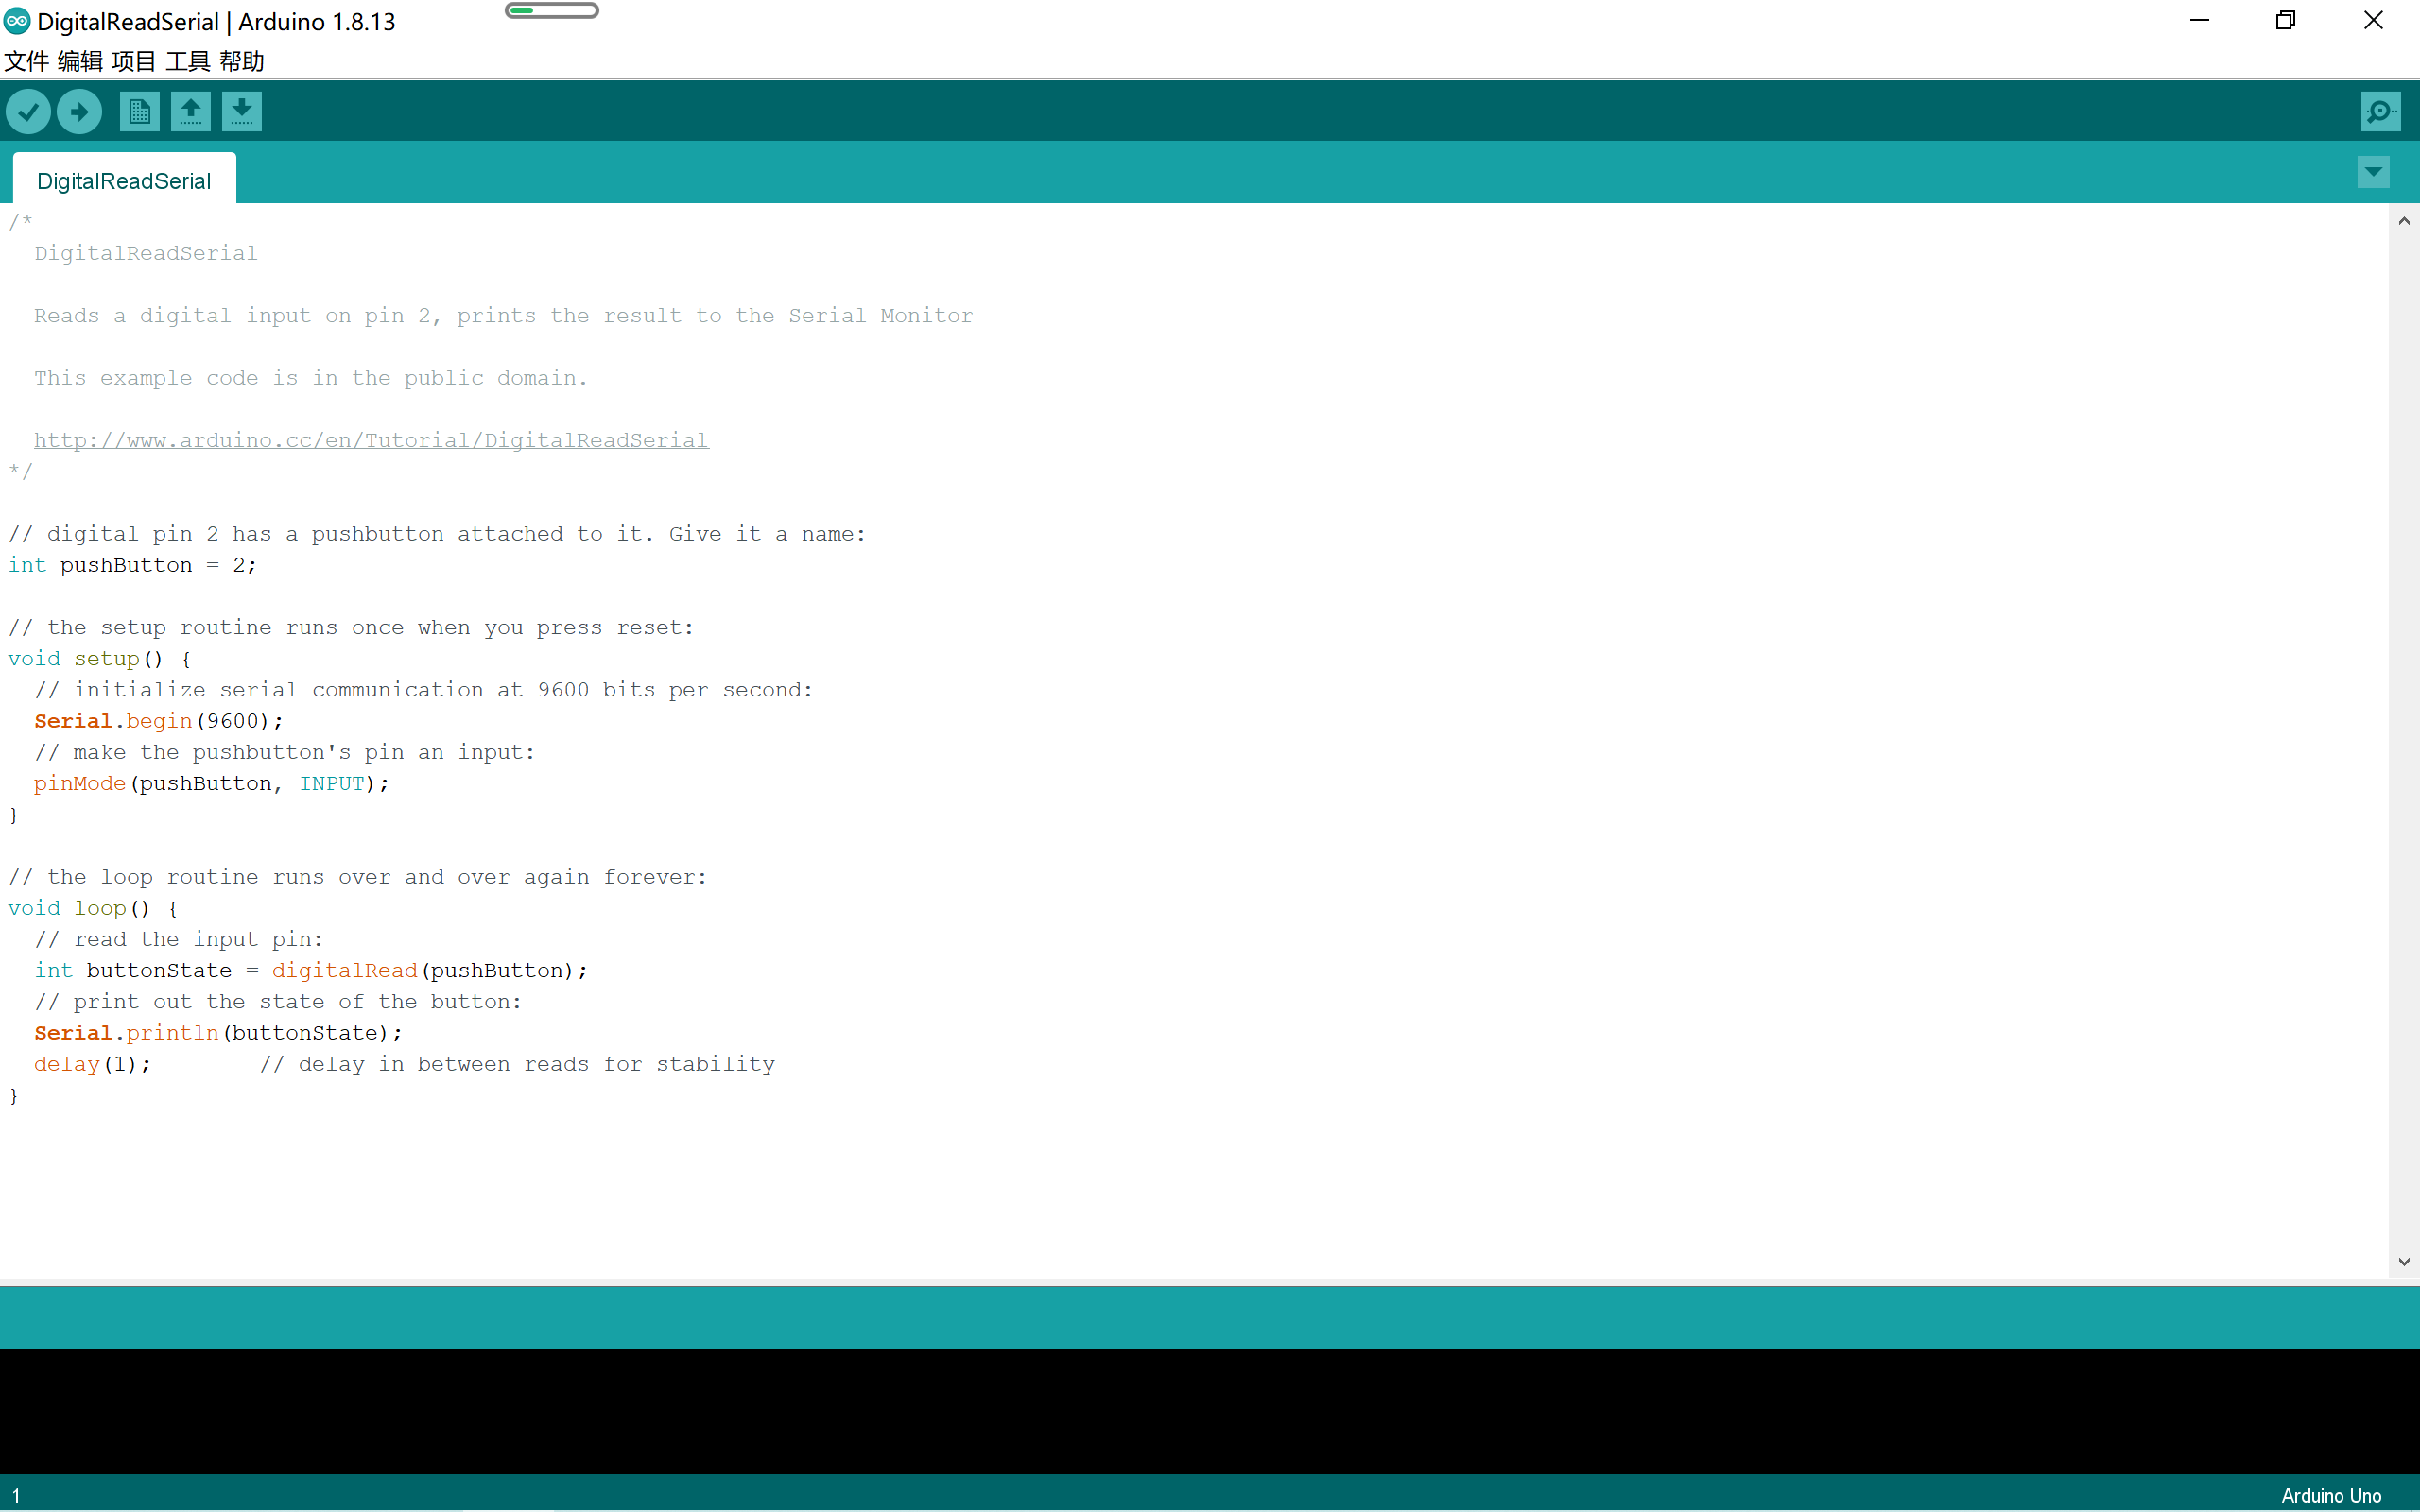 DigitalReadSerial | Arduino 1.8.13
文件 编辑 项目 工具 帮助
DigitalReadSerial
/*
  DigitalReadSerial

  Reads a digital input on pin 2, prints the result to the Serial Monitor

  This example code is in the public domain.

  http://www.arduino.cc/en/Tutorial/DigitalReadSerial
*/

// digital pin 2 has a pushbutton attached to it. Give it a name:
int pushButton = 2;

// the setup routine runs once when you press reset:
void setup() {
  // initialize serial communication at 9600 bits per second:
  Serial.begin(9600);
  // make the pushbutton's pin an input:
  pinMode(pushButton, INPUT);
}

// the loop routine runs over and over again forever:
void loop() {
  // read the input pin:
  int buttonState = digitalRead(pushButton);
  // print out the state of the button:
  Serial.println(buttonState);
  delay(1);        // delay in between reads for stability
}
1
Arduino Uno